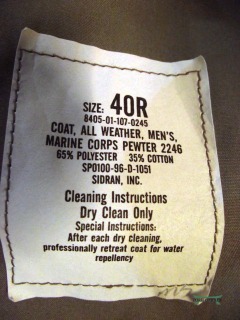 SIZE: 40R
8405-01-107-0245
COAT, ALL WEATHER, MEN'S,
MARINE CORPS PEWTER 2246
65% POLYESTER 35% COTTON
SPO100-96-D-1051
SIDRAN, INC.
Cleaning Instructions
Dry Clean Only
Special Instructions:
After each dry cleaning,
professionally retreat coat for water
repellency